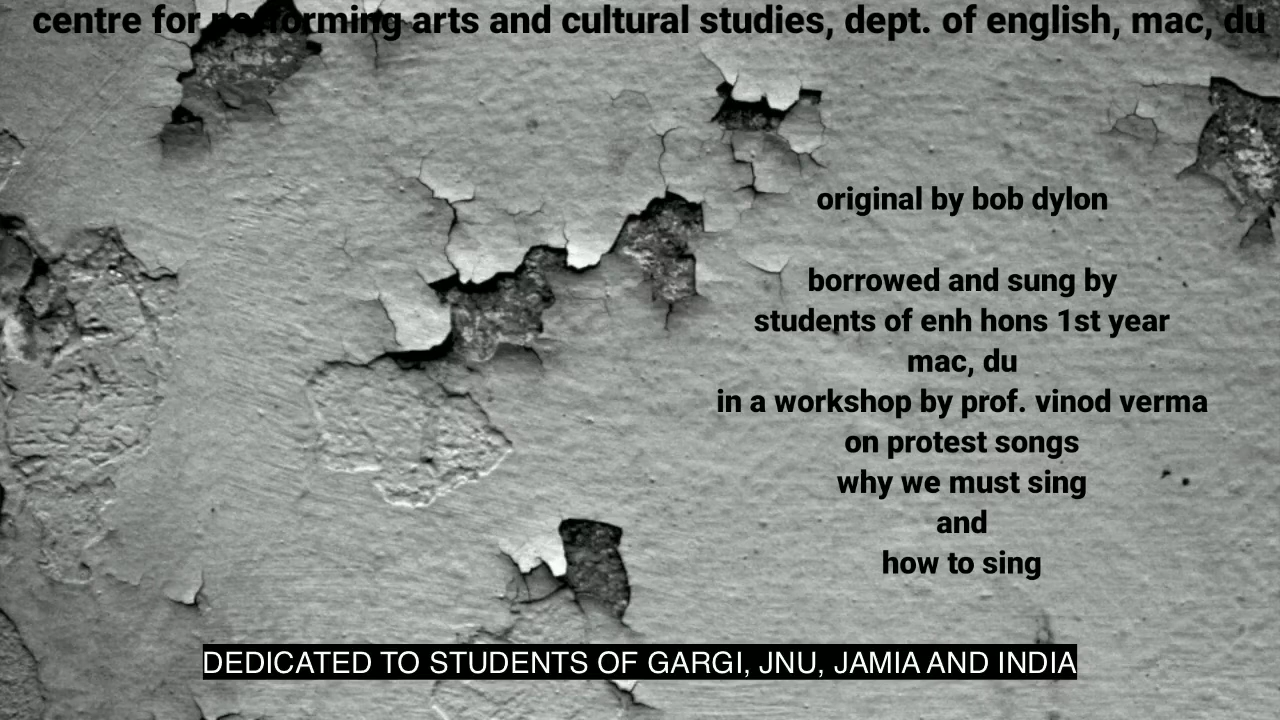 centre for performing arts and cultural studies, dept. of english, mac, du
original by bob dylon
borrowed and sung by
students of enh hons 1st year
mac, du
in a workshop by prof. vinod verma
on protest songs
why we must sing
and
how to sing
DEDICATED TO STUDENTS OF GARGI, JNU, JAMIA AND INDIA